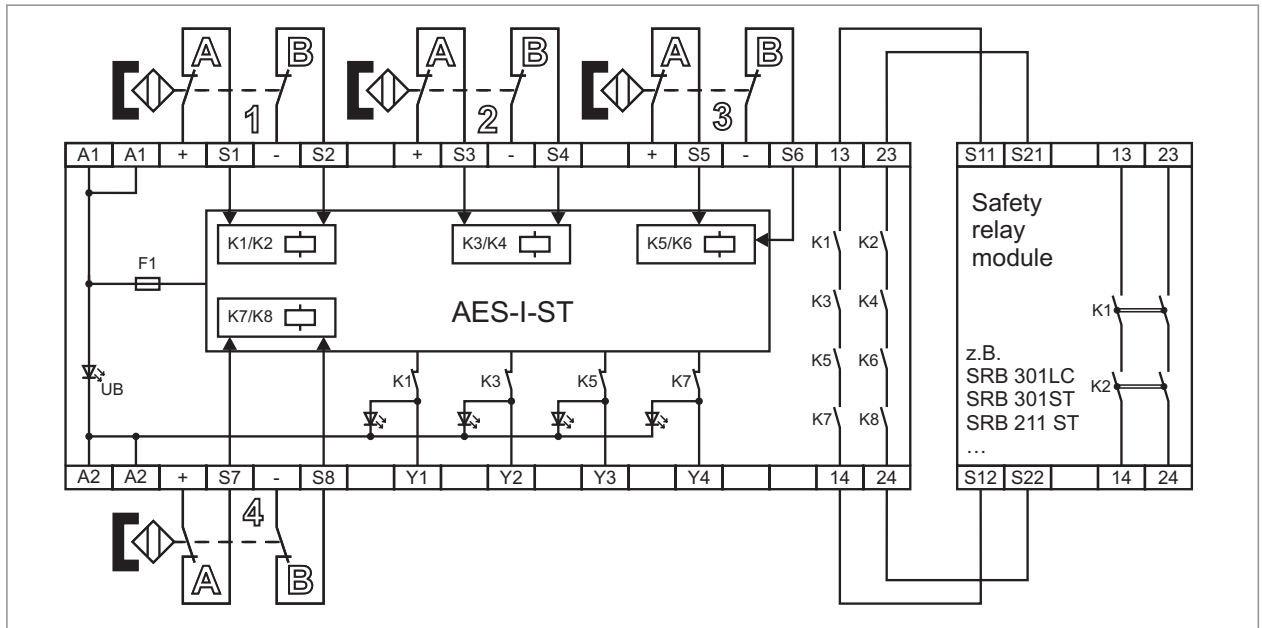 A B A B A B
1 2 3
A1 A1 + S1 - S2 + S3 - S4 + S5 - S6 13 23
S11 S21 13 23
Safety
relay
module
K1/K2 K3/K4 K5/K6
K1 K2
F1
K7/K8
AES-I-ST
K3 K4
K1
z.B.
SRB 301LC
SRB 301ST
SRB 211 ST
...
K5 K6
K2
UB
K1 K3 K5 K7
K7 K8
A2 A2 + S7 - S8 Y1 Y2 Y3 Y4 14 24
S12 S22 14 24
4
A B